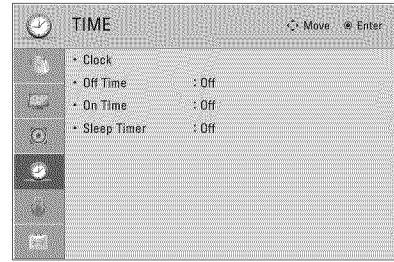 TIME Move Enter
• Clock
• Off Time : Off
• On Time : Off
• Sleep Timer : Off